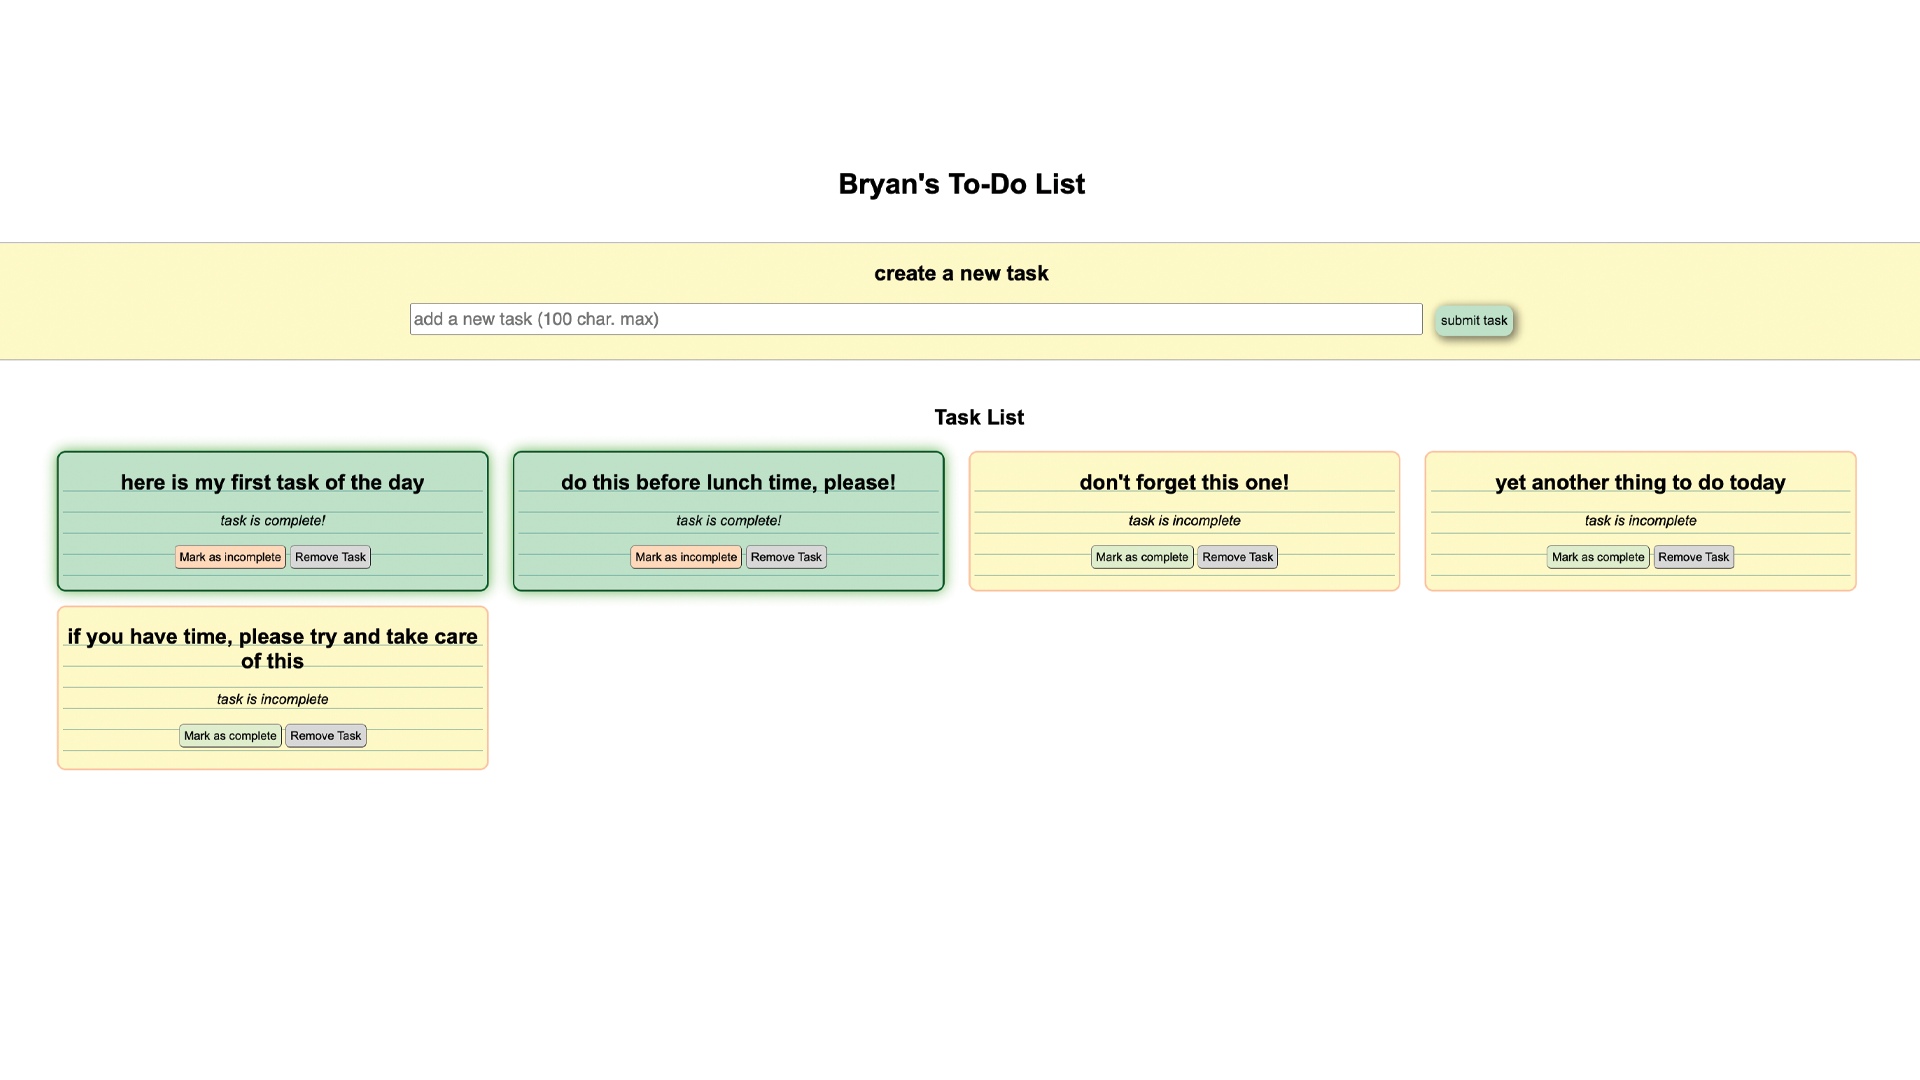 Bryan's To-Do List
create a new task
add a new task (100 char. max)
submit task
Task List
here is my first task of the day
task is complete!
Mark as incomplete Remove Task
do this before lunch time, please!
task is complete!
Mark as incomplete Remove Task
don't forget this one!
task is incomplete
Mark as complete Remove Task
yet another thing to do today
task is incomplete
Mark as complete Remove Task
if you have time, please try and take care
of this
task is incomplete
Mark as complete Remove Task